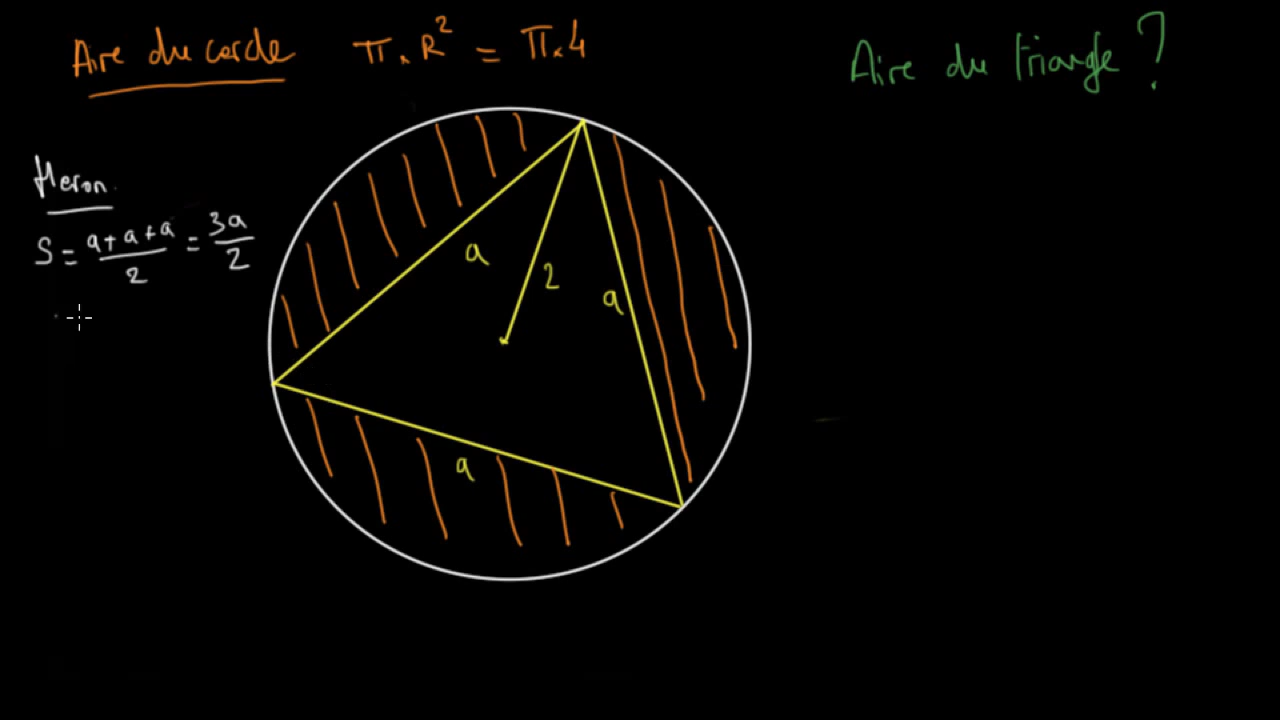 Aire du cercle π.R² = π.4
Aire du triangle ?
Heron.
S = a+a+a/2 = 3a/2
a
2
a
a